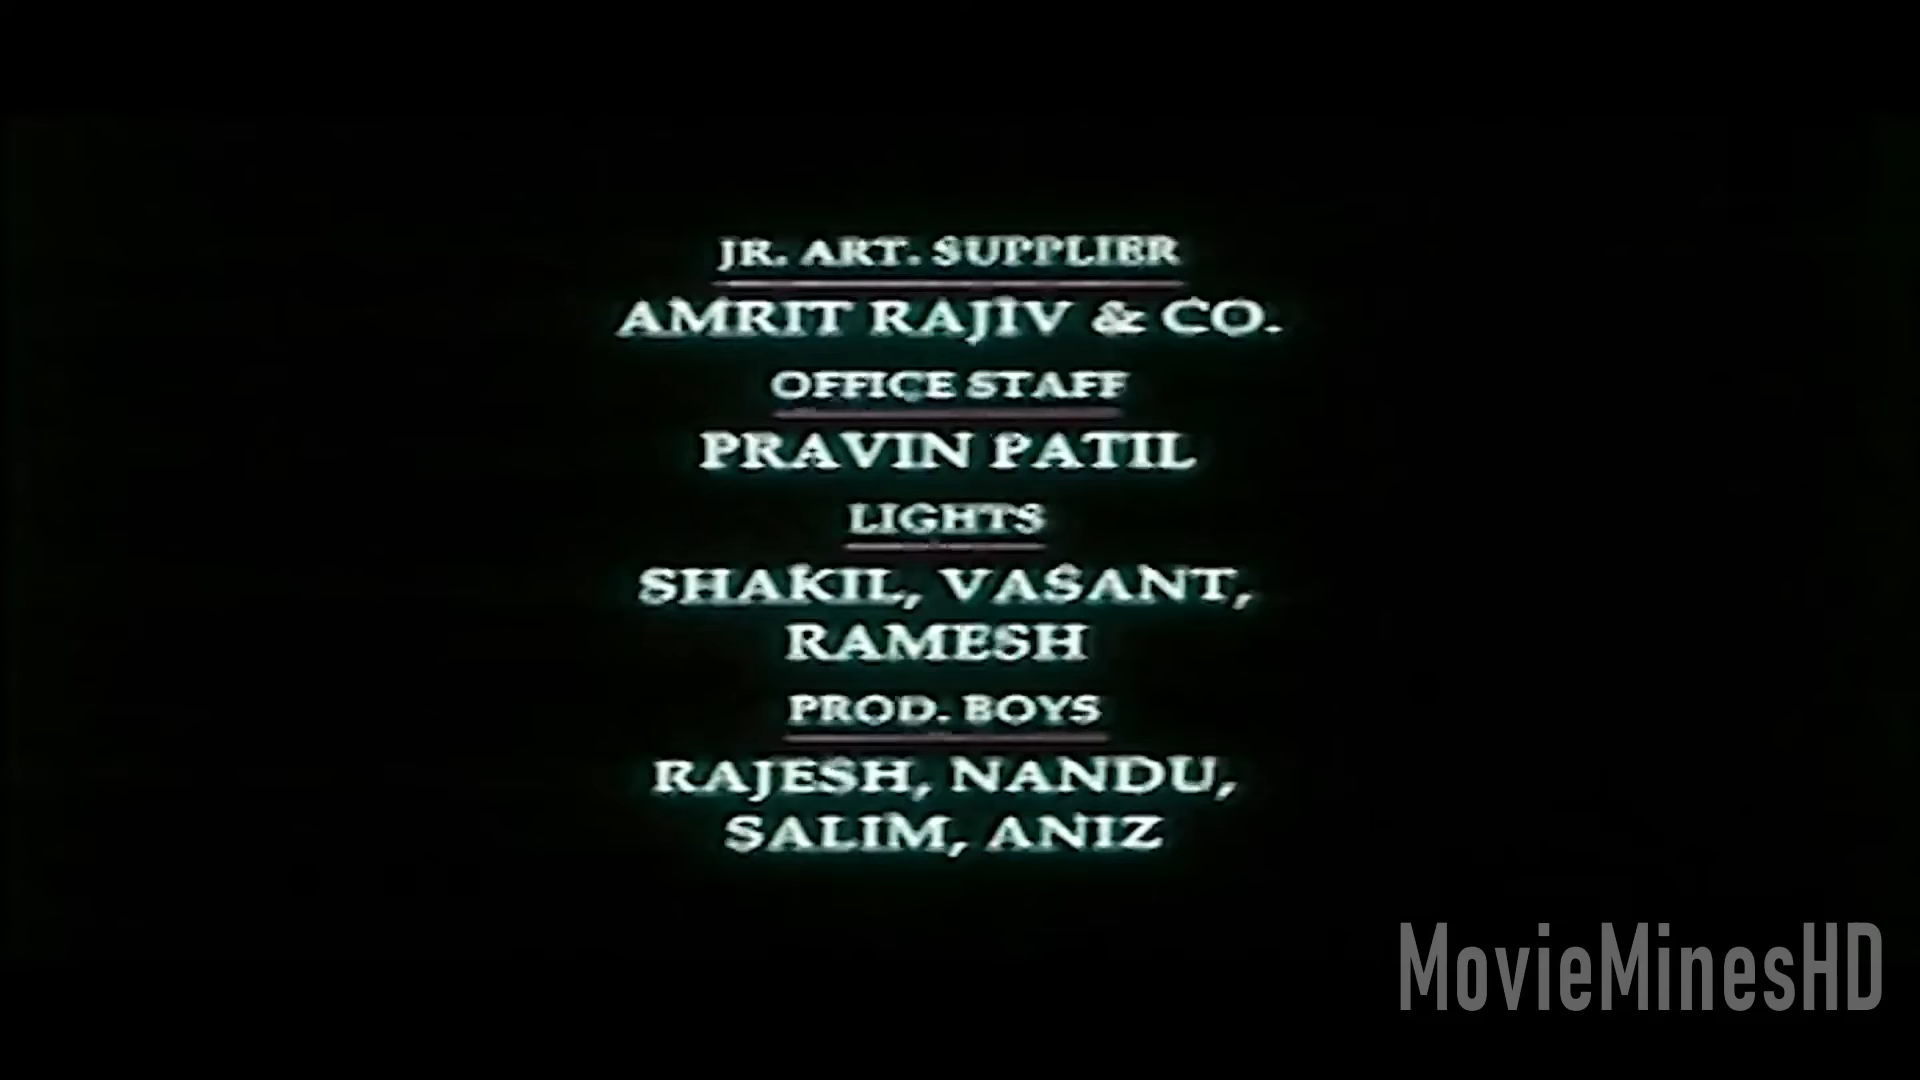 JR. ART. SUPPLIER
AMRIT RAJIV & CO.
OFFICE STAFF
PRAVIN PATIL
LIGHTS
SHAKIL, VASANT,
RAMESH
PROD. BOYS
RAJESH, NANDU,
SALIM, ANIZ
MovieMinesHD